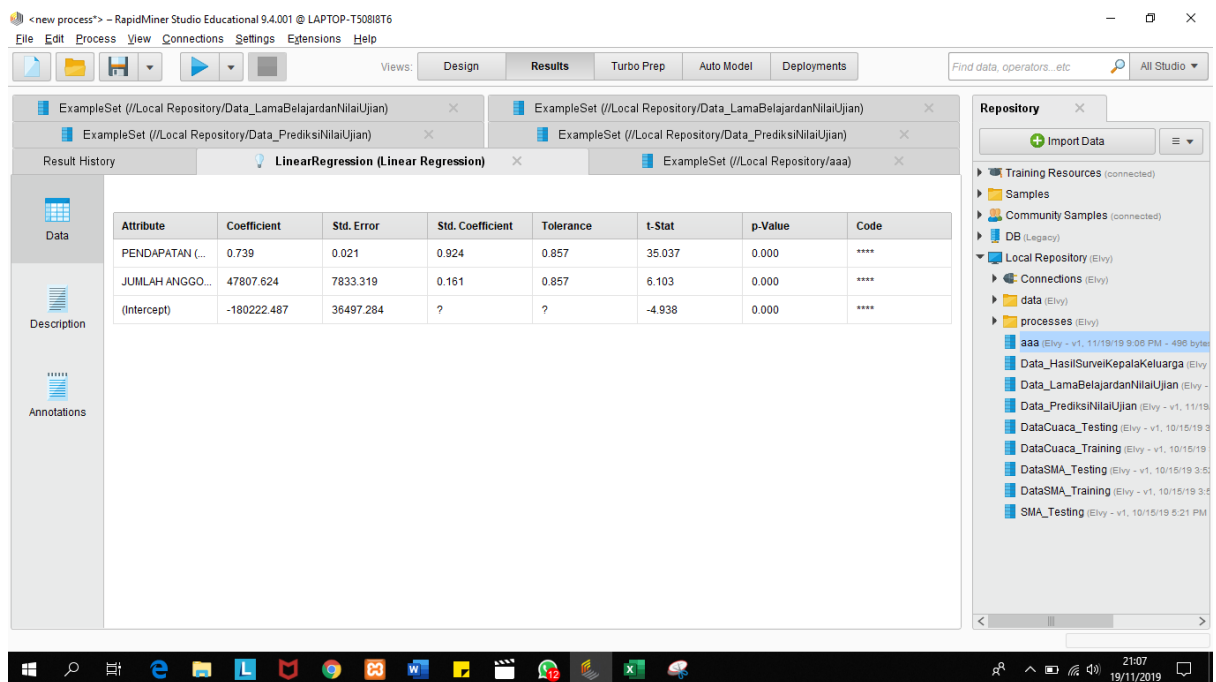 <new process*> – RapidMiner Studio Educational 9.4.001 @ LAPTOP-T508I8T6
File Edit Process View Connections Settings Extensions Help
Views: Design Results Turbo Prep Auto Model Deployments Find data, operators...etc All Studio
ExampleSet (//Local Repository/Data_LamaBelajardanNilaiUjian) ExampleSet (//Local Repository/Data_LamaBelajardanNilaiUjian)
ExampleSet (//Local Repository/Data_PrediksiNilaiUjian) ExampleSet (//Local Repository/Data_PrediksiNilaiUjian)
Result History LinearRegression (Linear Regression) ExampleSet (//Local Repository/aaa)
Data
Description
Annotations
Attribute Coefficient Std. Error Std. Coefficient Tolerance t-Stat p-Value Code
PENDAPATAN (... 0.739 0.021 0.924 0.857 35.037 0.000 ****
JUMLAH ANGGO... 47807.624 7833.319 0.161 0.857 6.103 0.000 ****
(Intercept) -180222.487 36497.284 ? ? -4.938 0.000 ****
Repository
Import Data
Training Resources (connected)
Samples
Community Samples (connected)
DB (Legacy)
Local Repository (Elvy)
Connections (Elvy)
data (Elvy)
processes (Elvy)
aaa (Elvy - v1, 11/19/19 9:06 PM - 496 bytes
Data_HasilSurveiKepalaKeluarga (Elvy
Data_LamaBelajardanNilaiUjian (Elvy -
Data_PrediksiNilaiUjian (Elvy - v1, 11/19/
DataCuaca_Testing (Elvy - v1, 10/15/19 3
DataCuaca_Training (Elvy - v1, 10/15/19
DataSMA_Testing (Elvy - v1, 10/15/19 3:5
DataSMA_Training (Elvy - v1, 10/15/19 3:5
SMA_Testing (Elvy - v1, 10/15/19 5:21 PM
12
21:07
19/11/2019